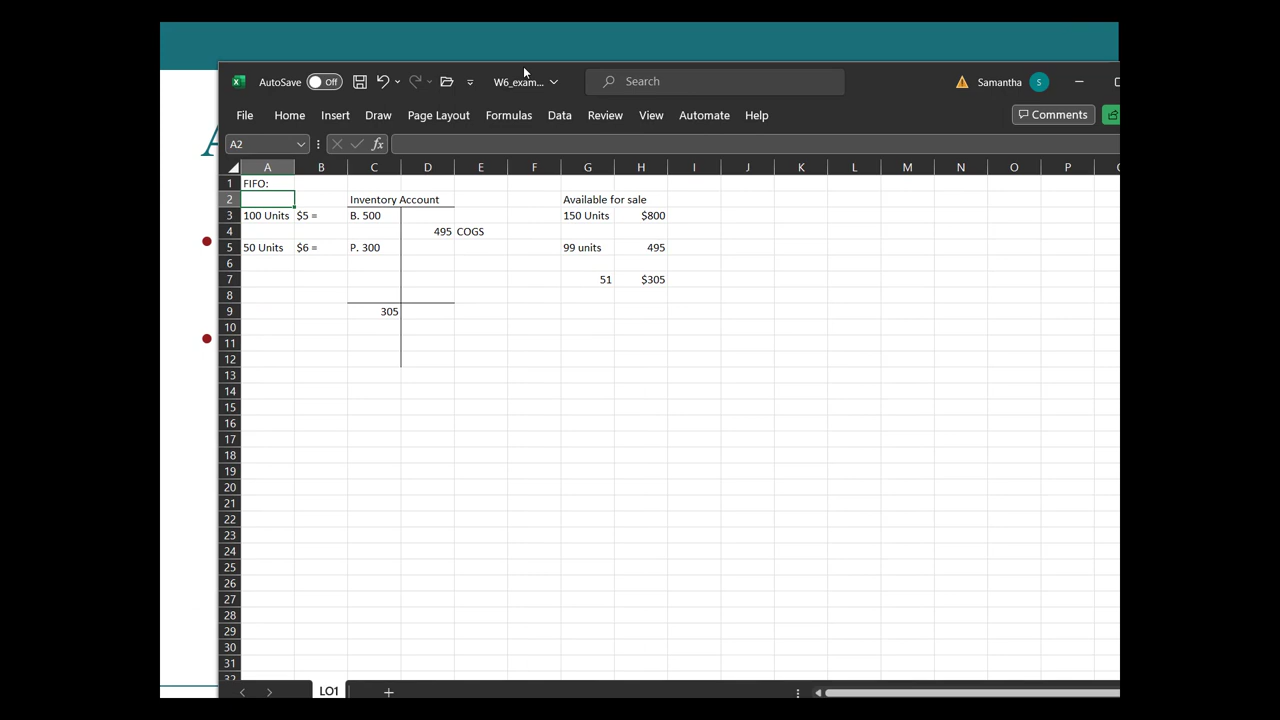 AutoSave Off W6_exam... Search Samantha S
File Home Insert Draw Page Layout Formulas Data Review View Automate Help Comments
A2 fx
A B C D E F G H I J K L M N O P
1 FIFO:
2 Inventory Account Available for sale
3 100 Units $5 = B. 500 150 Units $800
4 495 COGS
5 50 Units $6 = P. 300 99 units 495
6
7 51 $305
8
9 305
10
11
12
13
14
15
16
17
18
19
20
21
22
23
24
25
26
27
28
29
30
31
32
LO1